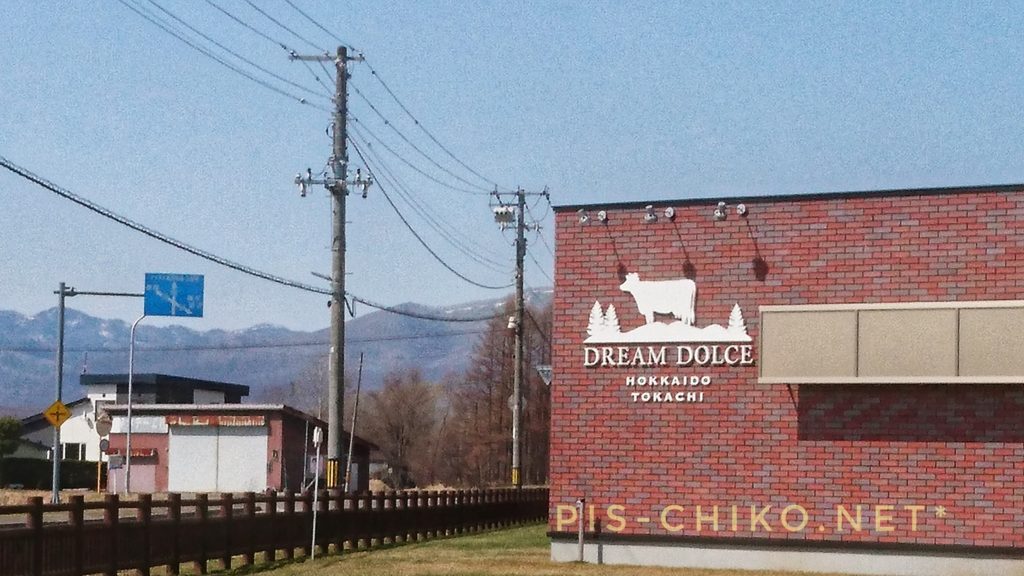 DREAM DOLCE
HOKKAIDO
TOKACHI
PIS-CHIKO.NET*